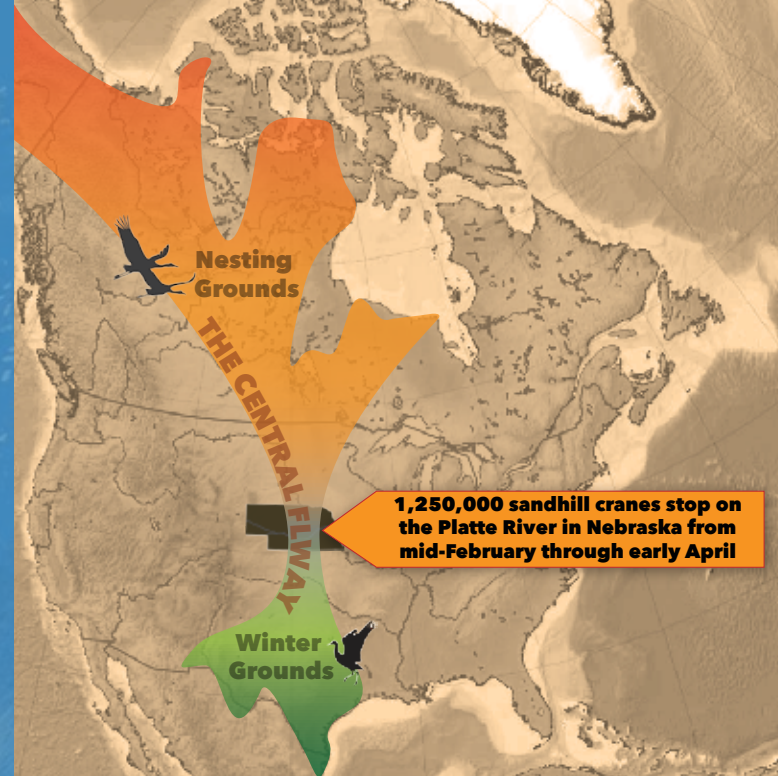 Nesting
Grounds
THE CENTRAL FLWAY
1,250,000 sandhill cranes stop on
the Platte River in Nebraska from
mid-February through early April
Winter
Grounds